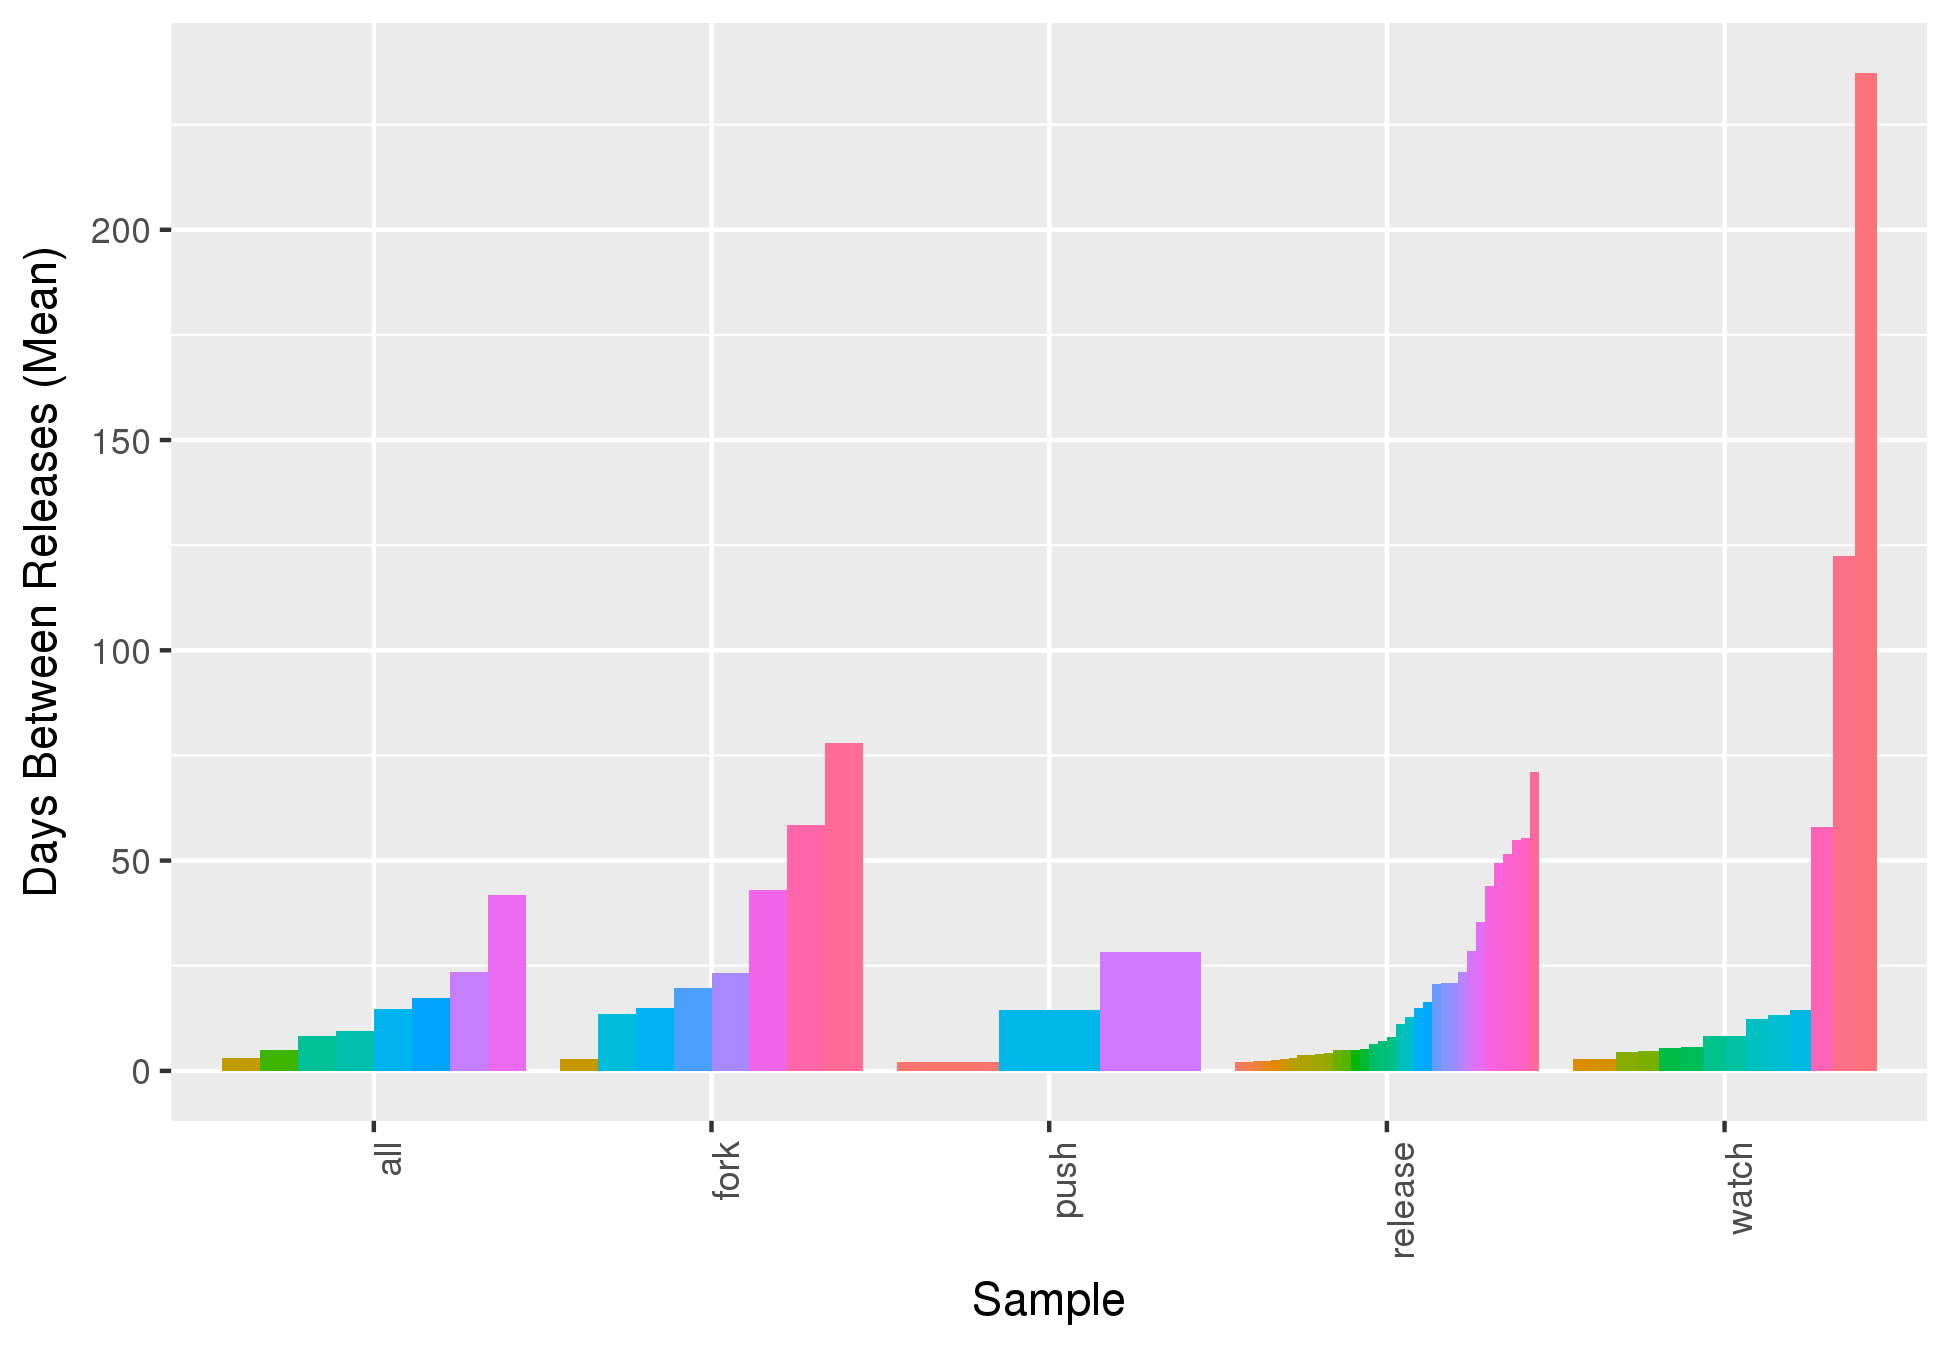 Days Between Releases (Mean)
200
150
100
50
0
all
fork
push
release
watch
Sample